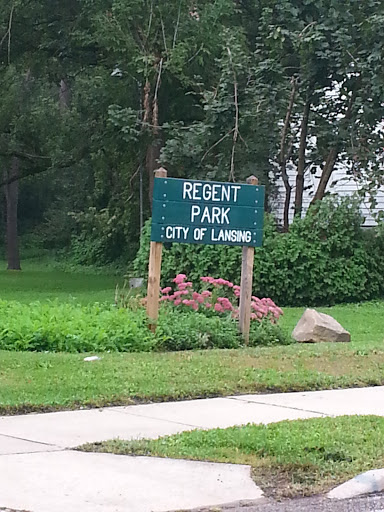 REGENT
PARK
CITY OF LANSING